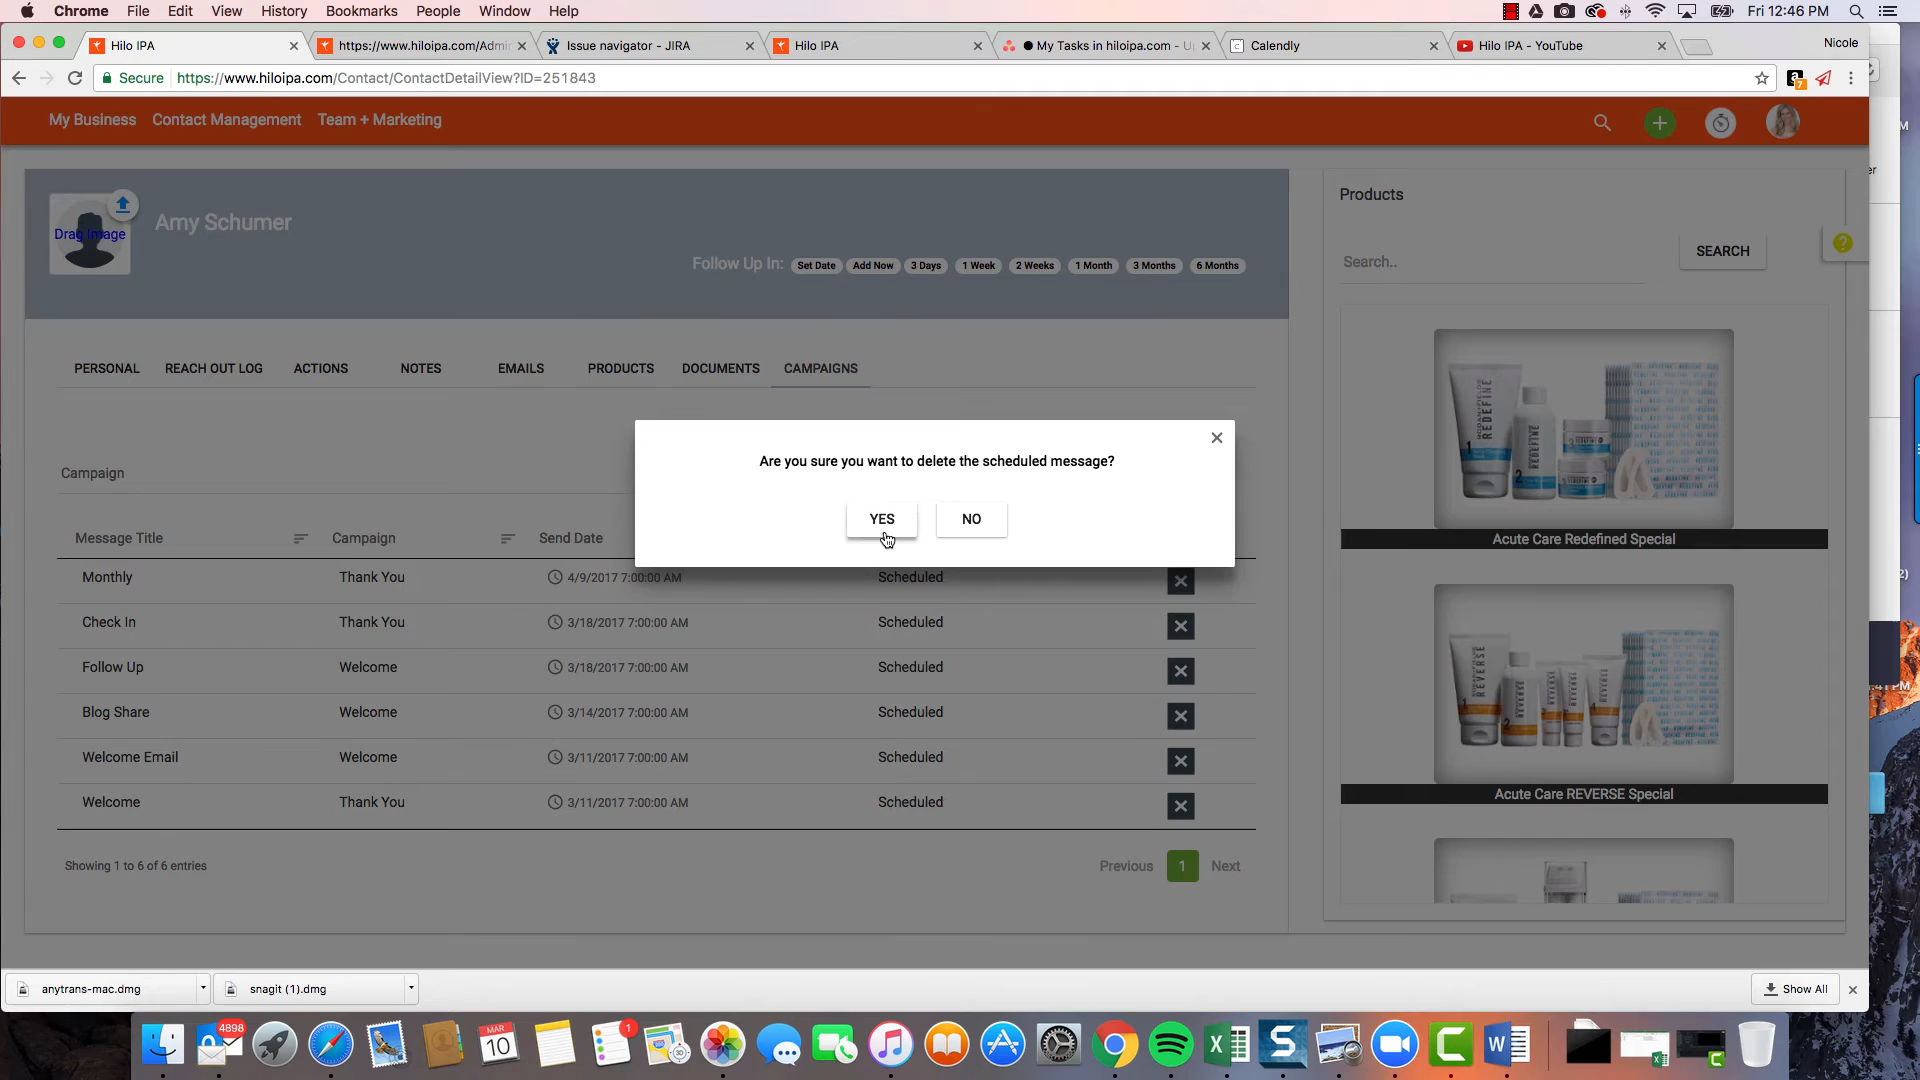 Chrome File Edit View History Bookmarks People Window Help Fri 12:46 PM
Hilo IPA https://www.hiloipa.com/Admi Issue navigator - JIRA Hilo IPA My Tasks in hiloipa.com - U Calendly Hilo IPA - YouTube Nicole
Secure https://www.hiloipa.com/Contact/ContactDetailView?ID=251843 7
My Business Contact Management Team + Marketing
Drag Image
Amy Schumer
Follow Up In: Set Date Add Now 3 Days 1 Week 2 Weeks 1 Month 3 Months 6 Months
PERSONAL REACH OUT LOG ACTIONS NOTES EMAILS PRODUCTS DOCUMENTS CAMPAIGNS
Are you sure you want to delete the scheduled message?
YES NO
Campaign
Message Title Campaign Send Date
Monthly Thank You 4/9/2017 7:00:00 AM Scheduled
Check In Thank You 3/18/2017 7:00:00 AM Scheduled
Follow Up Welcome 3/18/2017 7:00:00 AM Scheduled
Blog Share Welcome 3/14/2017 7:00:00 AM Scheduled
Welcome Email Welcome 3/11/2017 7:00:00 AM Scheduled
Welcome Thank You 3/11/2017 7:00:00 AM Scheduled
Showing 1 to 6 of 6 entries Previous 1 Next
Products
Search.. SEARCH
?
REDEFINE
1 2
Acute Care Redefined Special
REVERSE
1 2
Acute Care REVERSE Special
anytrans-mac.dmg snagit (1).dmg Show All
4898 MAR 10 1 3D